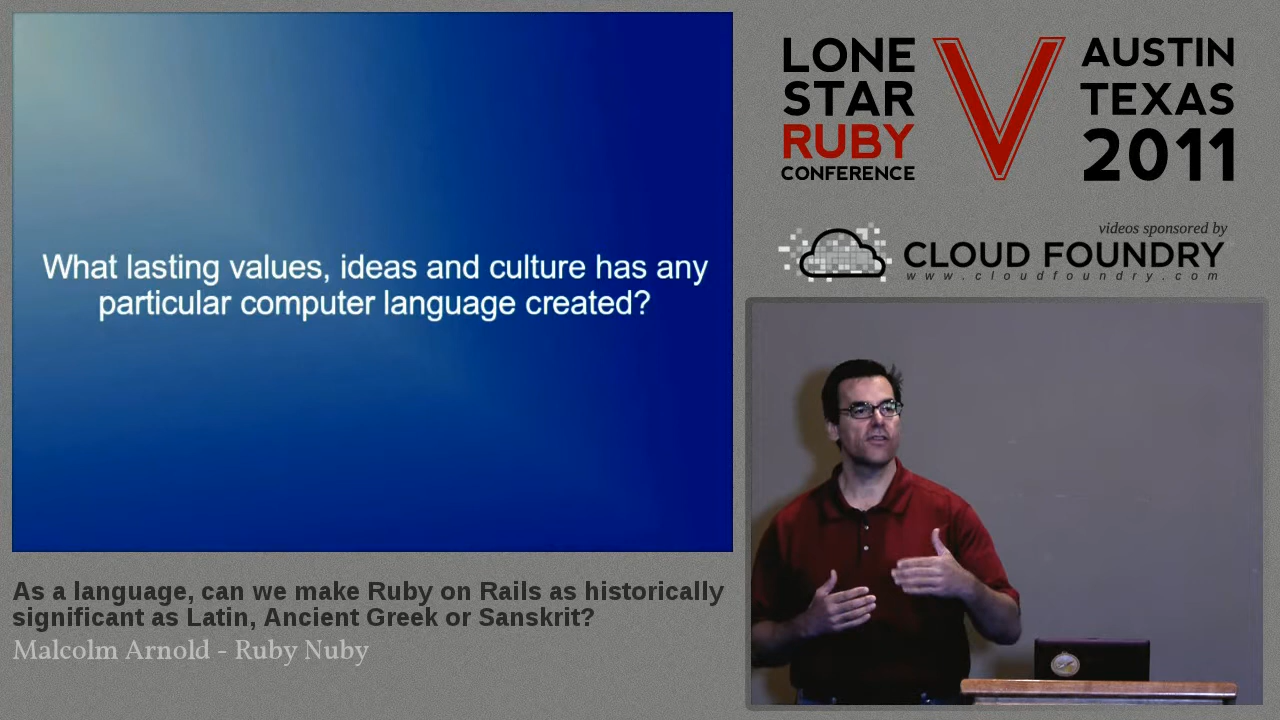 What lasting values, ideas and culture has any
particular computer language created?
As a language, can we make Ruby on Rails as historically
significant as Latin, Ancient Greek or Sanskrit?
Malcolm Arnold - Ruby Nuby
LONE
STAR
RUBY
CONFERENCE
V
AUSTIN
TEXAS
2011
videos sponsored by
CLOUD FOUNDRY
www.cloudfoundry.com